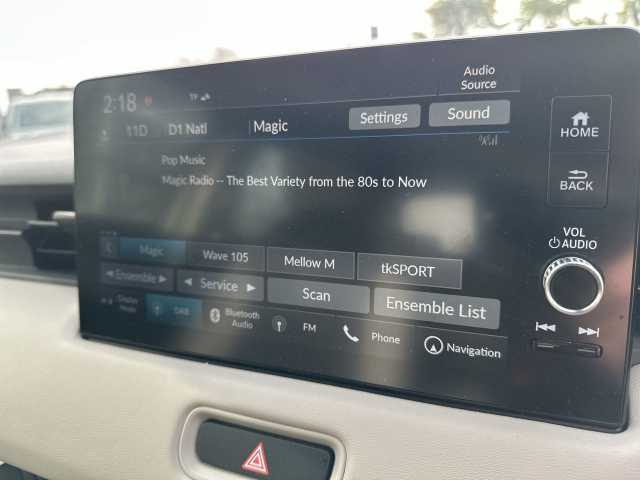 Audio
Source
2:18
11D D1 Natl Magic Settings Sound
HOME
Pop Music
Magic Radio -- The Best Variety from the 80s to Now
BACK
VOL
AUDIO
Magic Wave 105 Mellow M tkSPORT
Ensemble Service Scan Ensemble List
Display
Mode DAB Bluetooth
Audio FM Phone Navigation